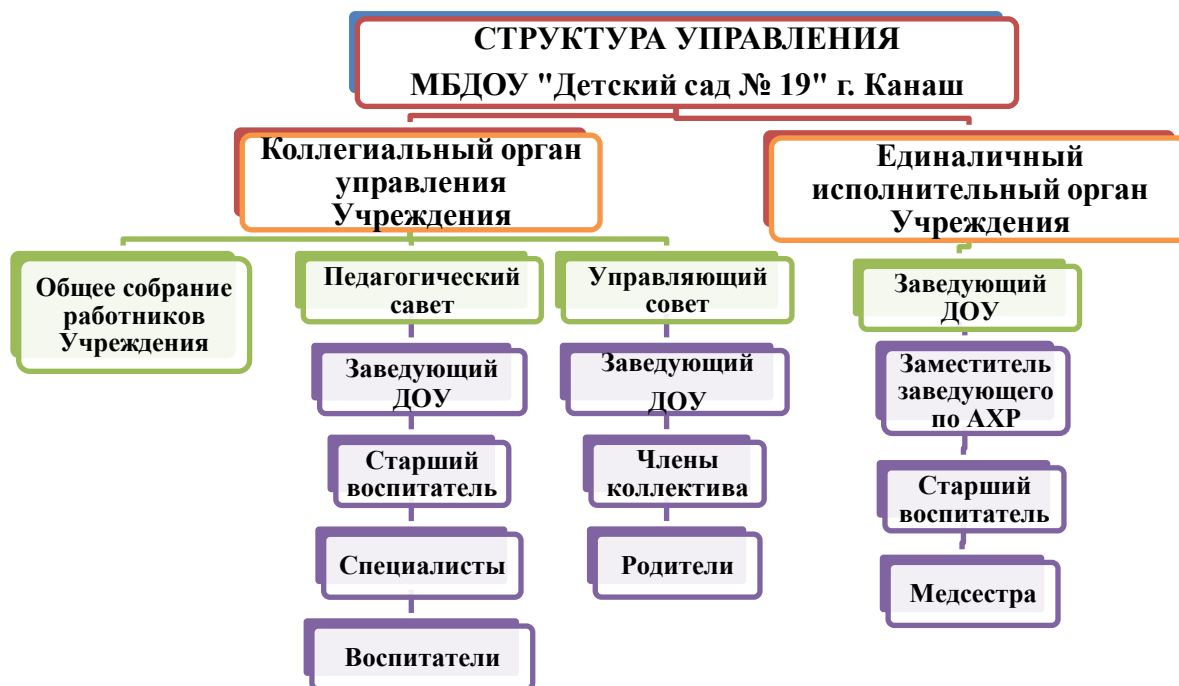 СТРУКТУРА УПРАВЛЕНИЯ
МБДОУ "Детский сад № 19" г. Канаш
Коллегиальный орган
управления
Учреждения
Единаличный
исполнительный орган
Учреждения
Общее собрание
работников
Учреждения
Педагогический
савет
Заведующий
ДОУ
Старший
воспитатель
Специалисты
Воспитатели
Управляющий
совет
Заведующий
ДОУ
Члены
коллектива
Родители
Заведующий
ДОУ
Заместитель
заведующего
по АХР
Старший
воспитатель
Медсестра